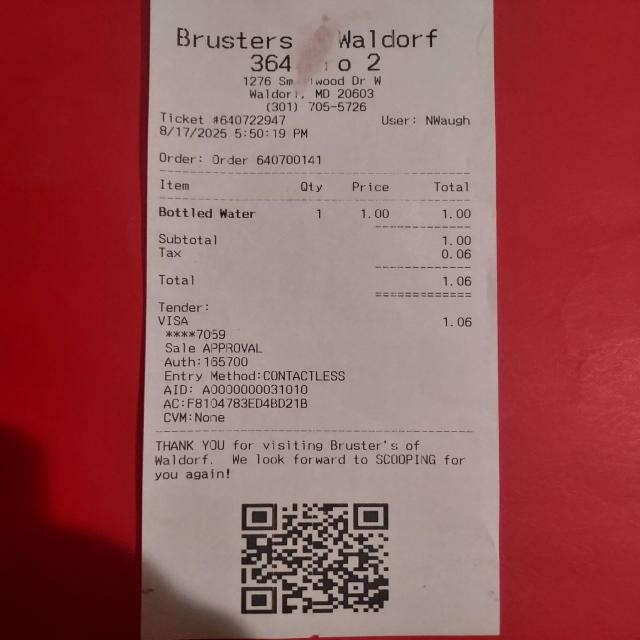 Brusters Waldorf
364 o 2
1276 Sm lwood Dr W
Waldorf, MD 20603
(301) 705-5726
Ticket #640722947 User: NWaugh
8/17/2025 5:50:19 PM
Order: Order 640700141
Item Qty Price Total
Bottled Water 1 1.00 1.00
Subtotal 1.00
Tax 0.06
Total 1.06
Tender:
VISA 1.06
****7059
Sale APPROVAL
Auth:165700
Entry Method:CONTACTLESS
AID: A0000000031010
AC:F8104783ED4BD21B
CVM:None
THANK YOU for visiting Bruster's of
Waldorf. We look forward to SCOOPING for
you again!